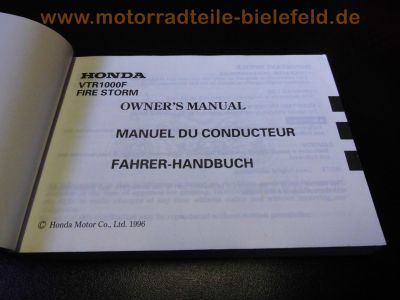 www.motorradteile-bielefeld.de
HONDA
VTR1000F
FIRE STORM
OWNER'S MANUAL
MANUEL DU CONDUCTEUR
FAHRER-HANDBUCH
© Honda Motor Co., Ltd. 1996